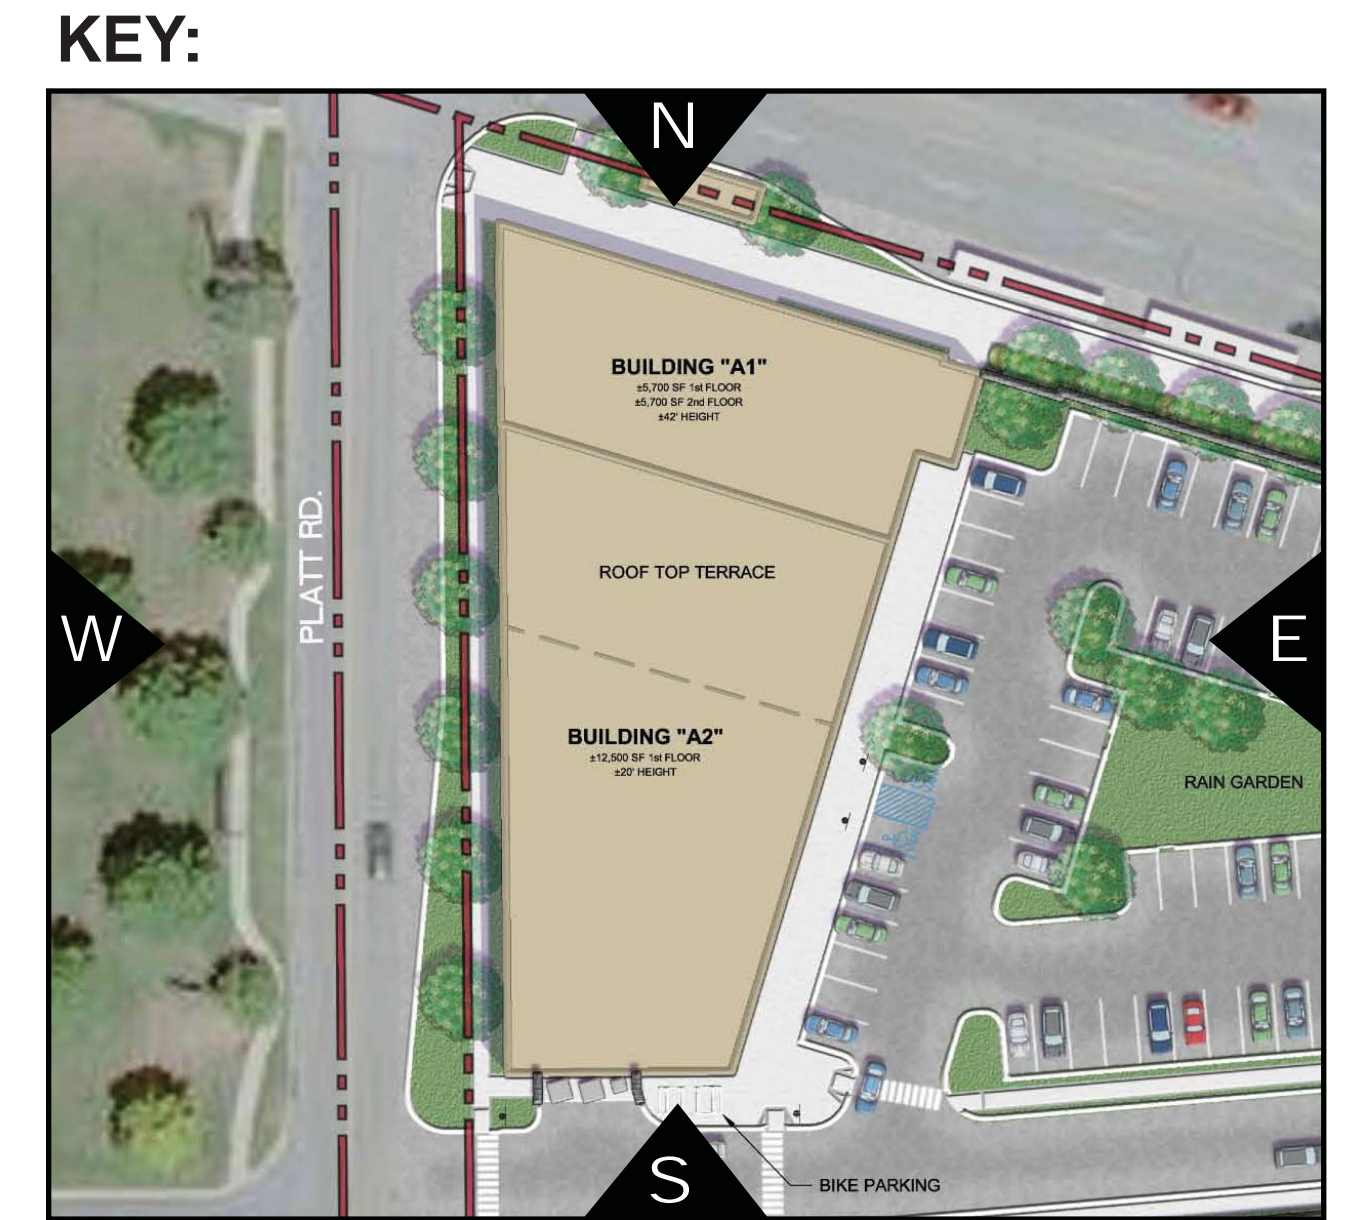 KEY:
N
BUILDING "A1"
±5,700 SF 1st FLOOR
±5,700 SF 2nd FLOOR
±42' HEIGHT
PLATT RD.
ROOF TOP TERRACE
W
E
BUILDING "A2"
±12,500 SF 1st FLOOR
±20' HEIGHT
RAIN GARDEN
S
BIKE PARKING